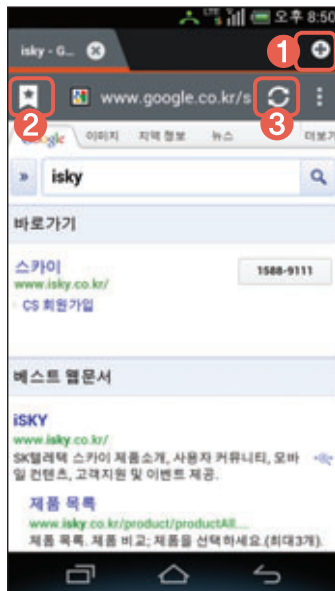 LTE 오후 8:50
isky - G...
1
2
www.google.co.kr/s
3
Google 이미지 지역 정보 뉴스 더보기
» isky
바로가기
스카이
1588-9111
www.isky.co.kr/
CS 회원가입
베스트 웹문서
iSKY
www.isky.co.kr/
SK텔레텍 스카이 제품소개, 사용자 커뮤니티, 모바
일 컨텐츠, 고객지원 및 이벤트 제공.
제품 목록
www.isky.co.kr/product/productAll....
제품 목록. 제품 비교; 제품을 선택하세요.(최대3개).